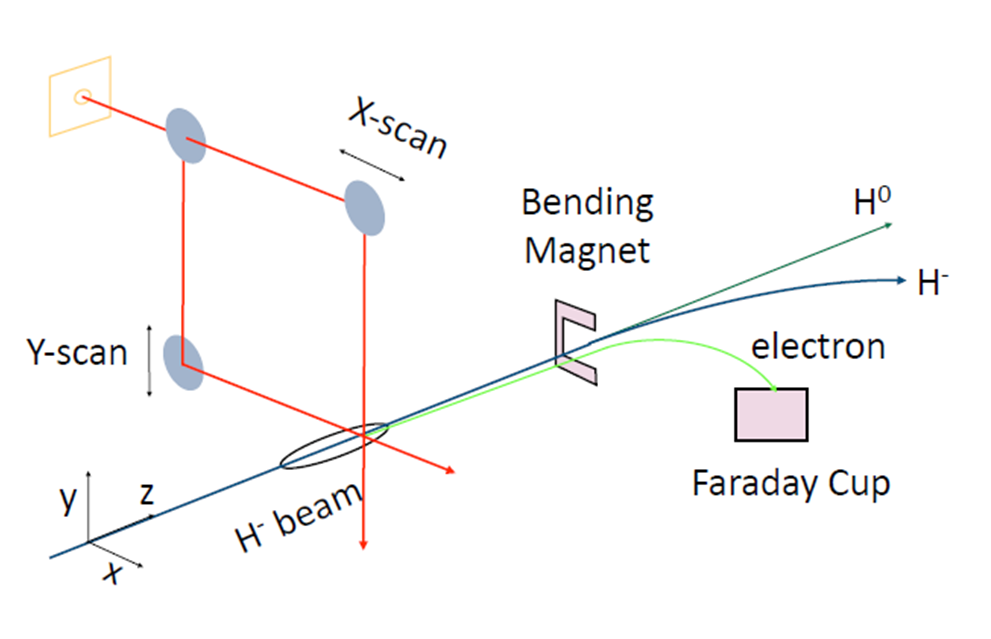 X-scan
Bending
Magnet
H⁰
H⁻
Y-scan
electron
y
z
x
H⁻ beam
Faraday Cup